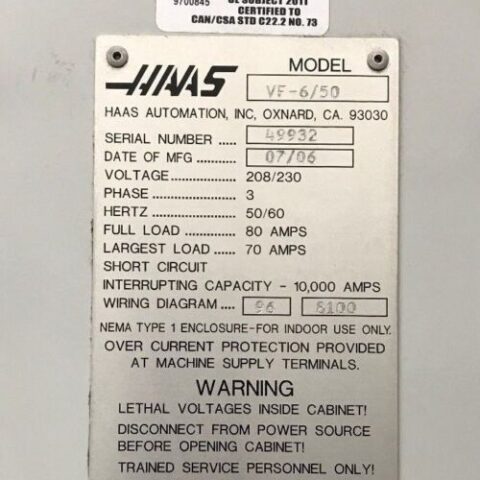 9700845 UL SUBJECT 2011
CERTIFIED TO
CAN/CSA STD C22.2 NO. 73
HAAS MODEL
VF-6/50
HAAS AUTOMATION, INC, OXNARD, CA. 93030
SERIAL NUMBER .... 49932
DATE OF MFG ........... 07/06
VOLTAGE................ 208/230
PHASE .................... 3
HERTZ ..................... 50/60
FULL LOAD ............ 80 AMPS
LARGEST LOAD ..... 70 AMPS
SHORT CIRCUIT
INTERRUPTING CAPACITY - 10,000 AMPS
WIRING DIAGRAM .... 96 8100
NEMA TYPE 1 ENCLOSURE-FOR INDOOR USE ONLY.
OVER CURRENT PROTECTION PROVIDED
AT MACHINE SUPPLY TERMINALS.
WARNING
LETHAL VOLTAGES INSIDE CABINET!
DISCONNECT FROM POWER SOURCE
BEFORE OPENING CABINET!
TRAINED SERVICE PERSONNEL ONLY!